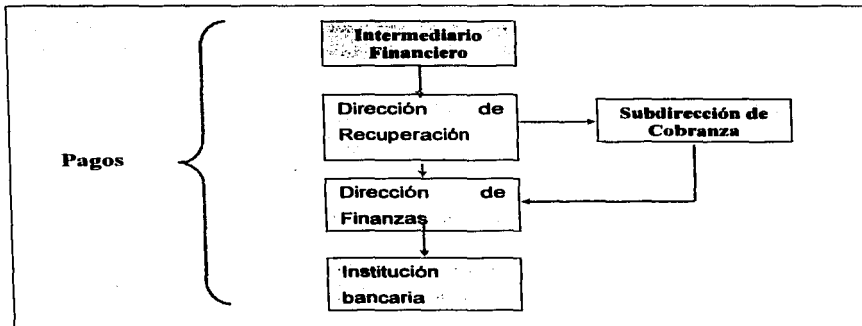 Intermediario
Financiero
Dirección de
Recuperación
Subdirección de
Cobranza
Pagos
Dirección de
Finanzas
Institución
bancaria